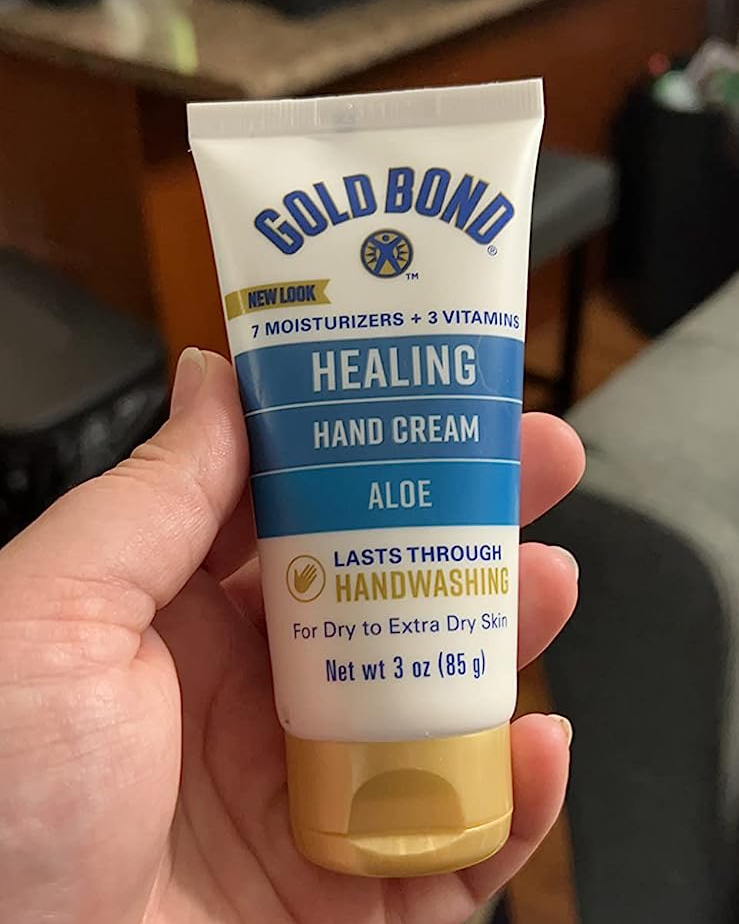 GOLD BOND®
™
NEW LOOK
7 MOISTURIZERS + 3 VITAMINS
HEALING
HAND CREAM
ALOE
LASTS THROUGH
HANDWASHING
For Dry to Extra Dry Skin
Net wt 3 oz (85 g)